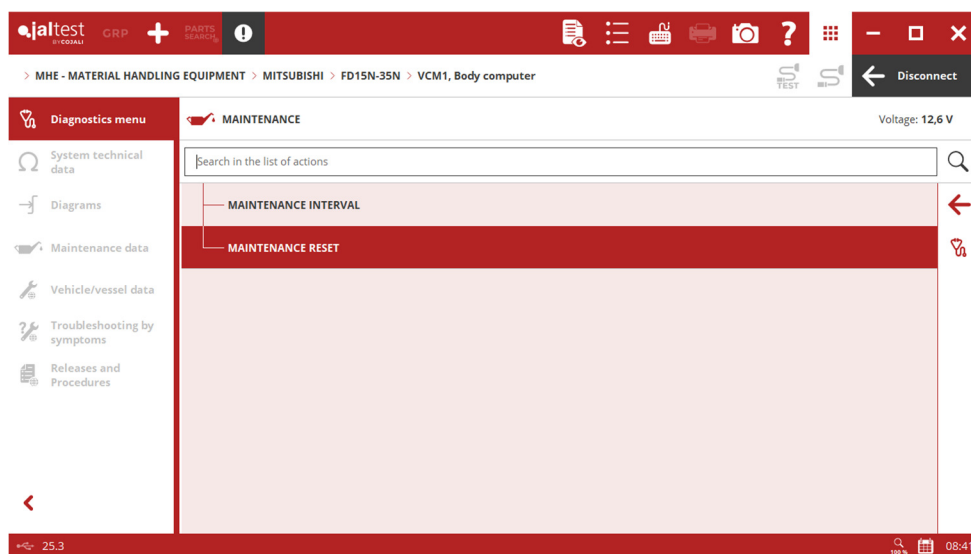 jaltest
BY COJALI
GRP
PARTS
SEARCH
?
> MHE - MATERIAL HANDLING EQUIPMENT > MITSUBISHI > FD15N-35N > VCM1, Body computer
TEST
Disconnect
Diagnostics menu
MAINTENANCE
Voltage: 12,6 V
System technical
data
Search in the list of actions
Diagrams
MAINTENANCE INTERVAL
Maintenance data
MAINTENANCE RESET
Vehicle/vessel data
Troubleshooting by
symptoms
Releases and
Procedures
25.3
100 %
08:41